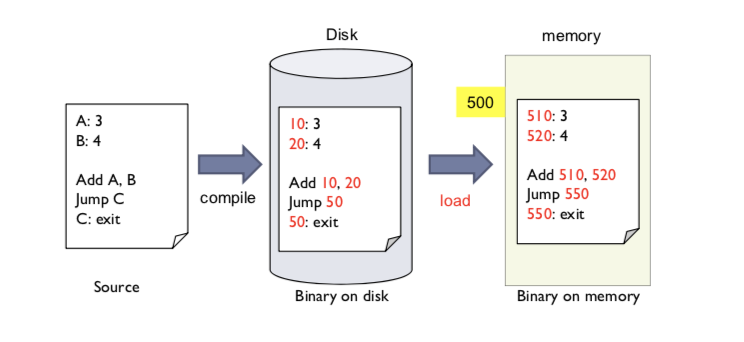 Disk
memory
500
A: 3
B: 4
Add A, B
Jump C
C: exit
compile
10: 3
20: 4
Add 10, 20
Jump 50
50: exit
load
510: 3
520: 4
Add 510, 520
Jump 550
550: exit
Source
Binary on disk
Binary on memory